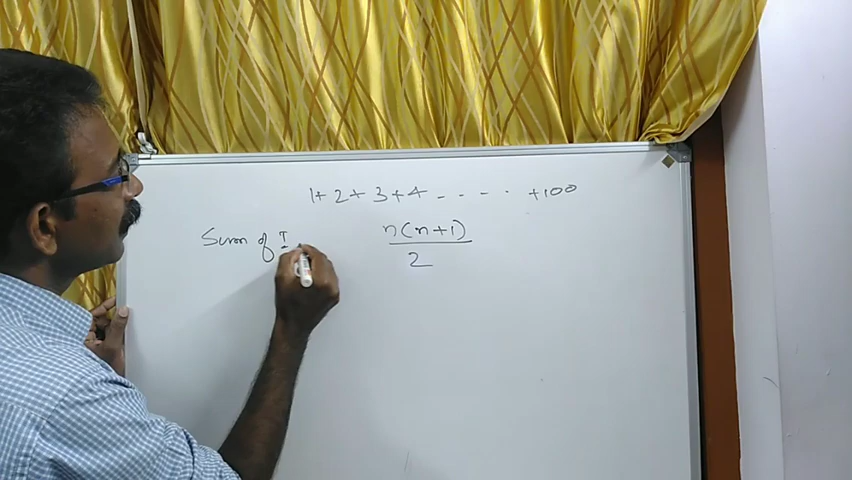 1+2+3+4 - - - - . +100
Sum of I n(n+1)
2